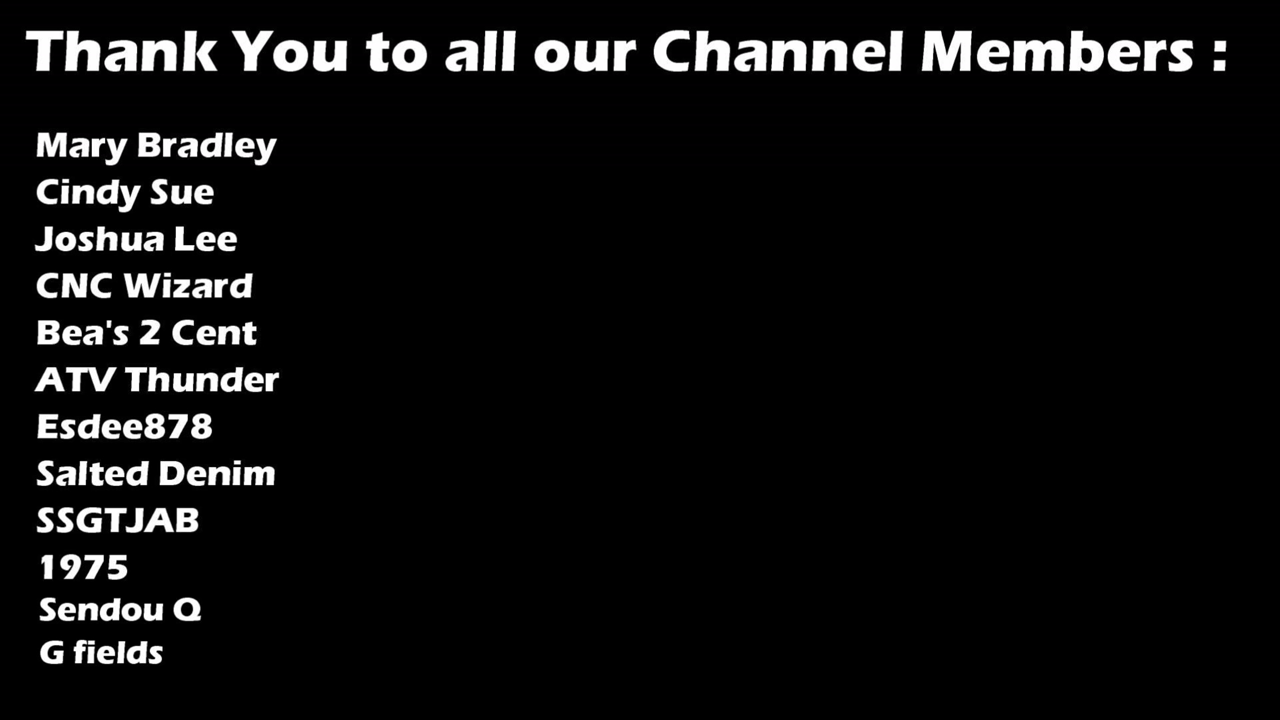 Thank You to all our Channel Members :
Mary Bradley
Cindy Sue
Joshua Lee
CNC Wizard
Bea's 2 Cent
ATV Thunder
Esdee878
Salted Denim
SSGTJAB
1975
Sendou Q
G fields